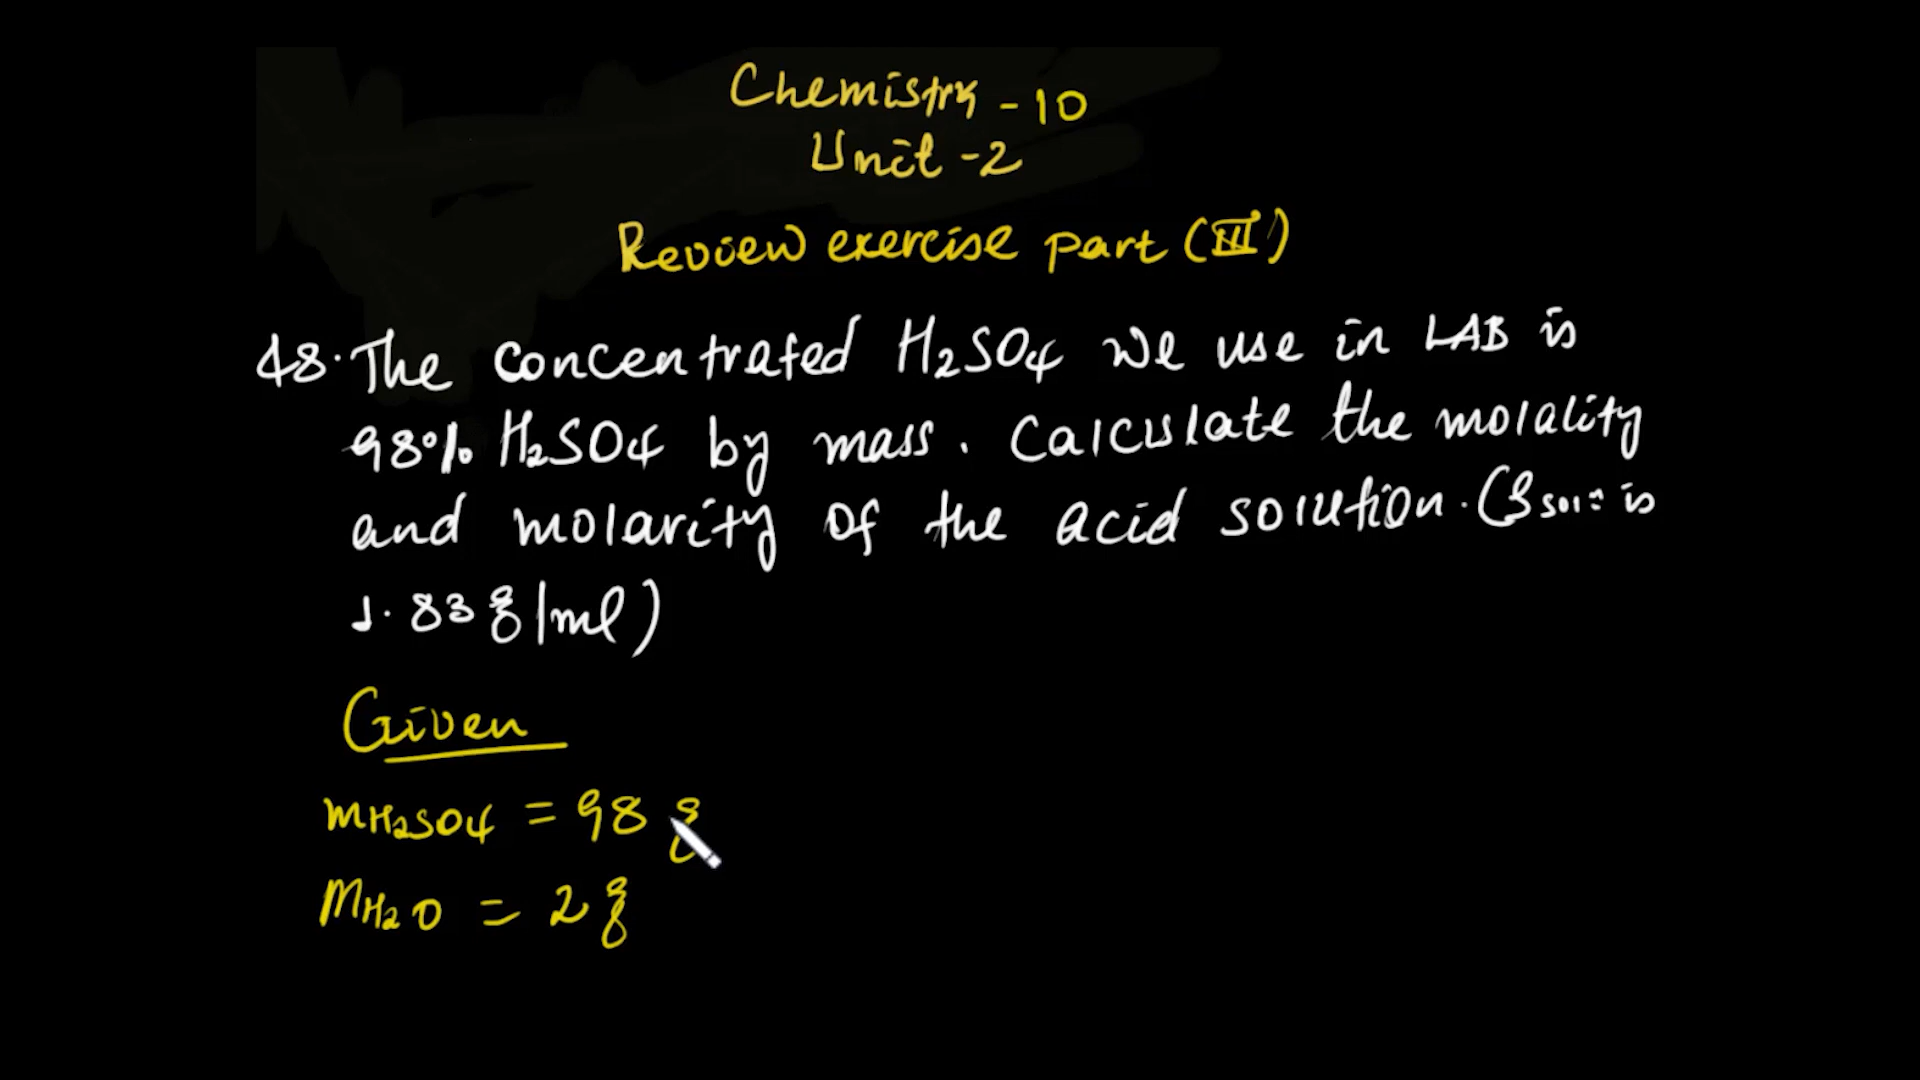 Chemistry - 10
Unit - 2
Review exercise part (III)
48. The concentrated H₂SO₄ we use in LAB is
98% H₂SO₄ by mass. Calculate the molality
and molarity of the acid solution. (ρsol= is
1.83 g/ml)
Given
mH₂SO₄ = 98 g
MH₂O = 2 g